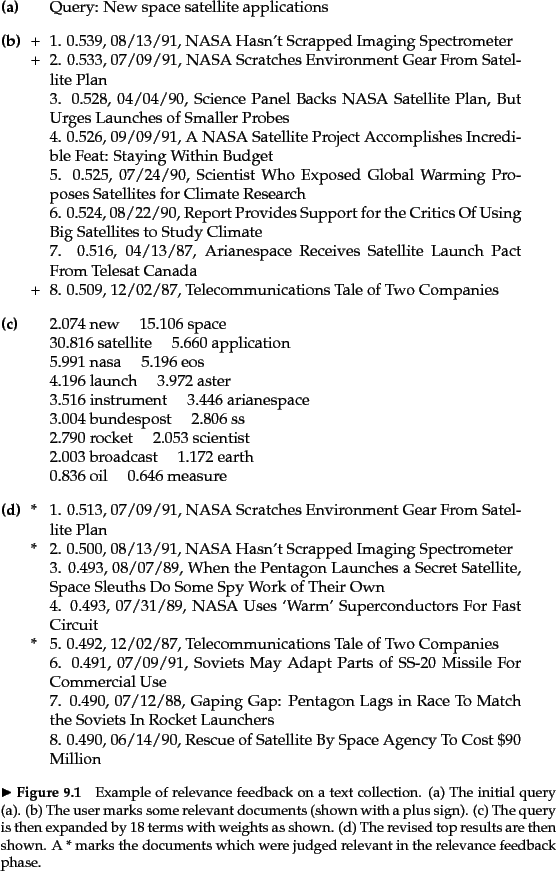 (a) Query: New space satellite applications
(b) + 1. 0.539, 08/13/91, NASA Hasn't Scrapped Imaging Spectrometer
+ 2. 0.533, 07/09/91, NASA Scratches Environment Gear From Satel-
lite Plan
3. 0.528, 04/04/90, Science Panel Backs NASA Satellite Plan, But
Urges Launches of Smaller Probes
4. 0.526, 09/09/91, A NASA Satellite Project Accomplishes Incredi-
ble Feat: Staying Within Budget
5. 0.525, 07/24/90, Scientist Who Exposed Global Warming Pro-
poses Satellites for Climate Research
6. 0.524, 08/22/90, Report Provides Support for the Critics Of Using
Big Satellites to Study Climate
7. 0.516, 04/13/87, Arianespace Receives Satellite Launch Pact
From Telesat Canada
+ 8. 0.509, 12/02/87, Telecommunications Tale of Two Companies
(c) 2.074 new 15.106 space
30.816 satellite 5.660 application
5.991 nasa 5.196 eos
4.196 launch 3.972 aster
3.516 instrument 3.446 arianespace
3.004 bundespost 2.806 ss
2.790 rocket 2.053 scientist
2.003 broadcast 1.172 earth
0.836 oil 0.646 measure
(d) * 1. 0.513, 07/09/91, NASA Scratches Environment Gear From Satel-
lite Plan
* 2. 0.500, 08/13/91, NASA Hasn't Scrapped Imaging Spectrometer
3. 0.493, 08/07/89, When the Pentagon Launches a Secret Satellite,
Space Sleuths Do Some Spy Work of Their Own
4. 0.493, 07/31/89, NASA Uses 'Warm' Superconductors For Fast
Circuit
* 5. 0.492, 12/02/87, Telecommunications Tale of Two Companies
6. 0.491, 07/09/91, Soviets May Adapt Parts of SS-20 Missile For
Commercial Use
7. 0.490, 07/12/88, Gaping Gap: Pentagon Lags in Race To Match
the Soviets In Rocket Launchers
8. 0.490, 06/14/90, Rescue of Satellite By Space Agency To Cost $90
Million
► Figure 9.1 Example of relevance feedback on a text collection. (a) The initial query
(a). (b) The user marks some relevant documents (shown with a plus sign). (c) The query
is then expanded by 18 terms with weights as shown. (d) The revised top results are then
shown. A * marks the documents which were judged relevant in the relevance feedback
phase.